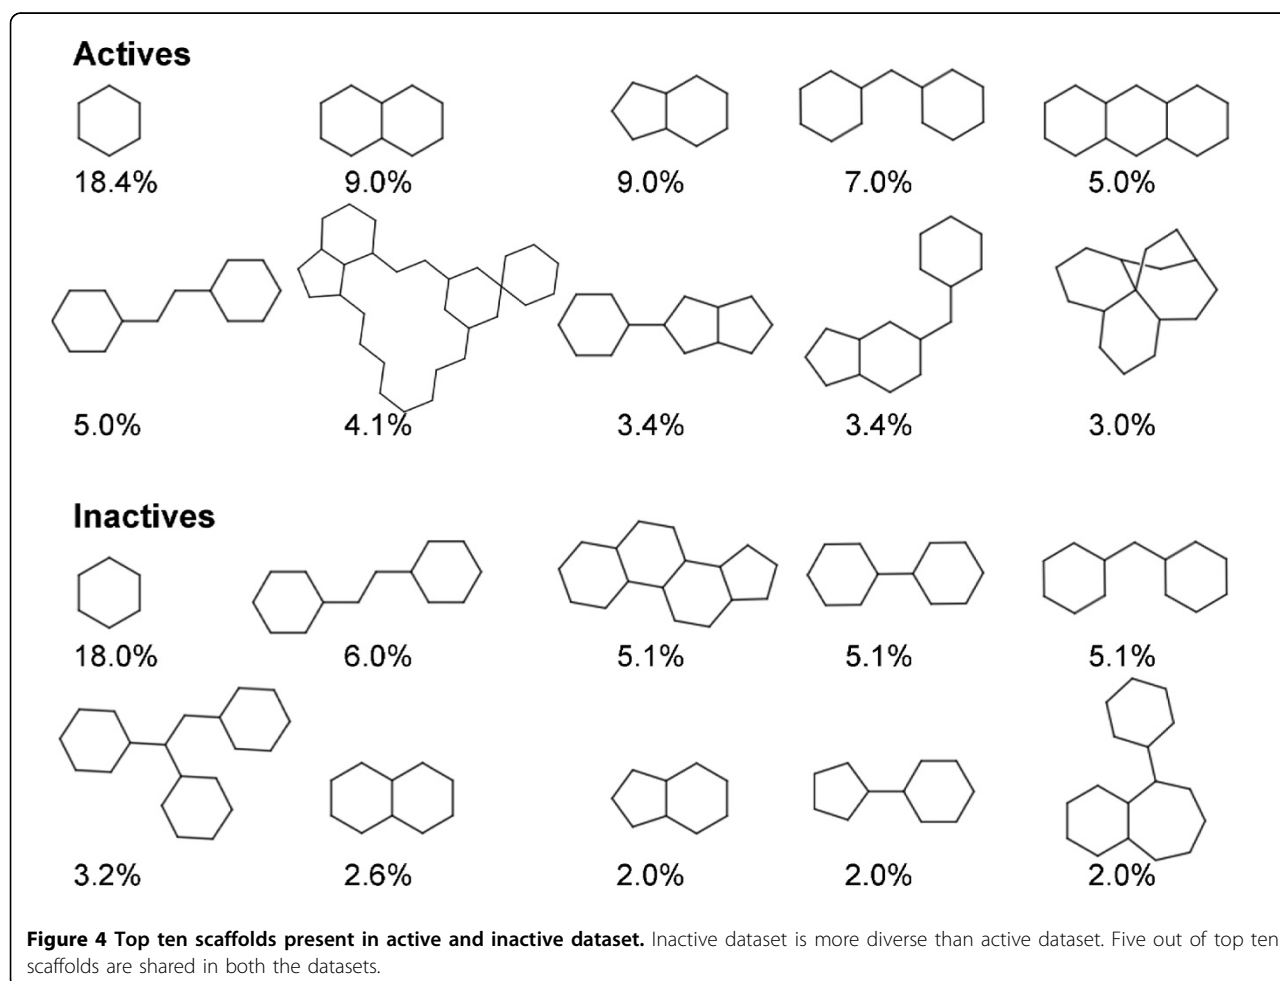 Actives
18.4% 9.0% 9.0% 7.0% 5.0%
5.0% 4.1% 3.4% 3.4% 3.0%
Inactives
18.0% 6.0% 5.1% 5.1% 5.1%
3.2% 2.6% 2.0% 2.0% 2.0%
Figure 4 Top ten scaffolds present in active and inactive dataset. Inactive dataset is more diverse than active dataset. Five out of top ten
scaffolds are shared in both the datasets.